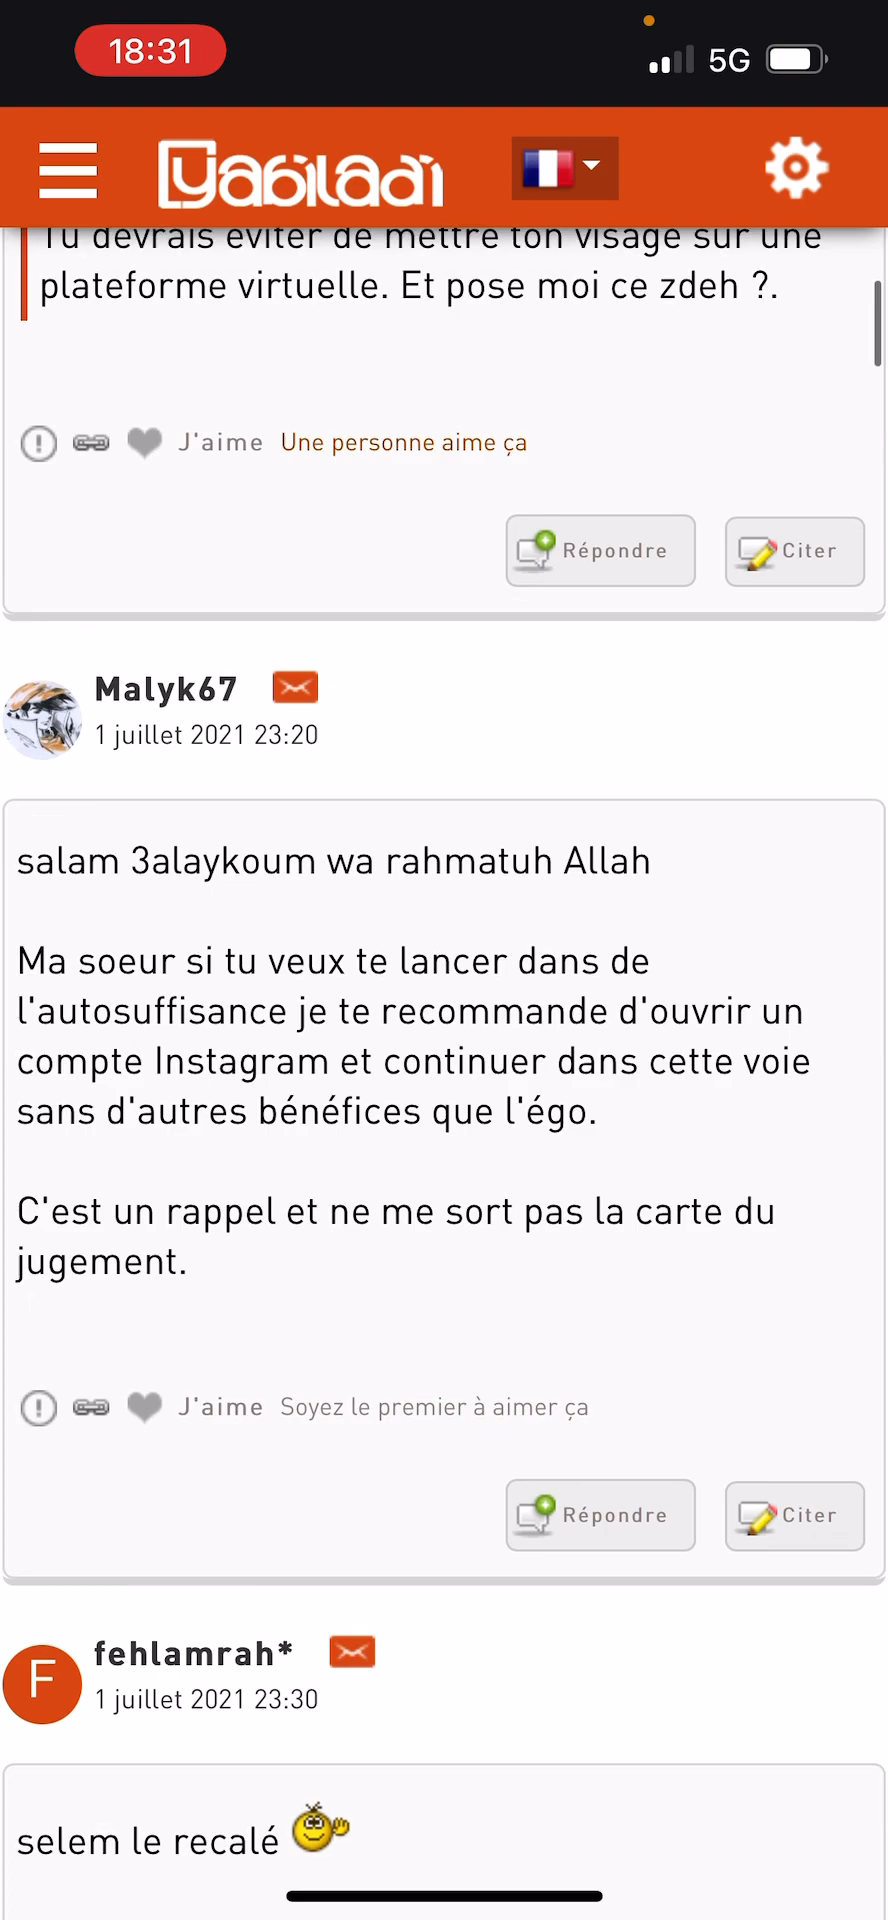 18:31
5G
Yabiladi
Tu devrais éviter de mettre ton visage sur une
plateforme virtuelle. Et pose moi ce zdeh ?.
J'aime Une personne aime ça
Répondre Citer
Malyk67
1 juillet 2021 23:20
salam 3alaykoum wa rahmatuh Allah
Ma soeur si tu veux te lancer dans de
l'autosuffisance je te recommande d'ouvrir un
compte Instagram et continuer dans cette voie
sans d'autres bénéfices que l'égo.
C'est un rappel et ne me sort pas la carte du
jugement.
J'aime Soyez le premier à aimer ça
Répondre Citer
F
fehlamrah*
1 juillet 2021 23:30
selem le recalé